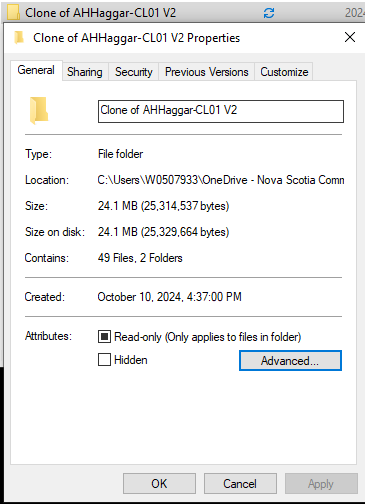 Clone of AHHaggar-CL01 V2 2024
Clone of AHHaggar-CL01 V2 Properties
General Sharing Security Previous Versions Customize
Clone of AHHaggar-CL01 V2
Type: File folder
Location: C:\Users\W0507933\OneDrive - Nova Scotia Comm
Size: 24.1 MB (25,314,537 bytes)
Size on disk: 24.1 MB (25,329,664 bytes)
Contains: 49 Files, 2 Folders
Created: October 10, 2024, 4:37:00 PM
Attributes: Read-only (Only applies to files in folder)
Hidden Advanced...
OK Cancel Apply